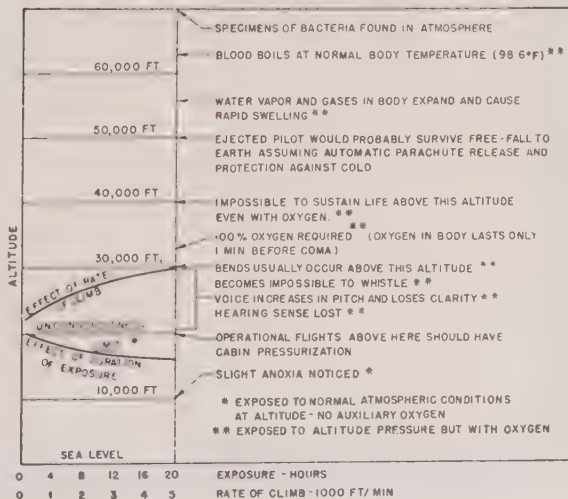 SPECIMENS OF BACTERIA FOUND IN ATMOSPHERE
BLOOD BOILS AT NORMAL BODY TEMPERATURE (98 6°F) **
60,000 FT
WATER VAPOR AND GASES IN BODY EXPAND AND CAUSE
RAPID SWELLING **
50,000 FT
EJECTED PILOT WOULD PROBABLY SURVIVE FREE-FALL TO
EARTH ASSUMING AUTOMATIC PARACHUTE RELEASE AND
PROTECTION AGAINST COLD
40,000 FT
IMPOSSIBLE TO SUSTAIN LIFE ABOVE THIS ALTITUDE
EVEN WITH OXYGEN. **
00% OXYGEN REQUIRED ** (OXYGEN IN BODY LASTS ONLY
1 MIN BEFORE COMA)
30,000 FT,
BENDS USUALLY OCCUR ABOVE THIS ALTITUDE **
BECOMES IMPOSSIBLE TO WHISTLE **
VOICE INCREASES IN PITCH AND LOSES CLARITY **
HEARING SENSE LOST **
ALTITUDE
EFFECT OF RATE
OPERATIONAL FLIGHTS ABOVE HERE SHOULD HAVE
CABIN PRESSURIZATION
EFFECT OF DURATION
OF EXPOSURE
SLIGHT ANOXIA NOTICED *
10,000 FT
* EXPOSED TO NORMAL ATMOSPHERIC CONDITIONS
AT ALTITUDE - NO AUXILIARY OXYGEN
** EXPOSED TO ALTITUDE PRESSURE BUT WITH OXYGEN
SEA LEVEL
0 4 8 12 16 20 EXPOSURE - HOURS
0 1 2 3 4 5 RATE OF CLIMB - 1000 FT/ MIN